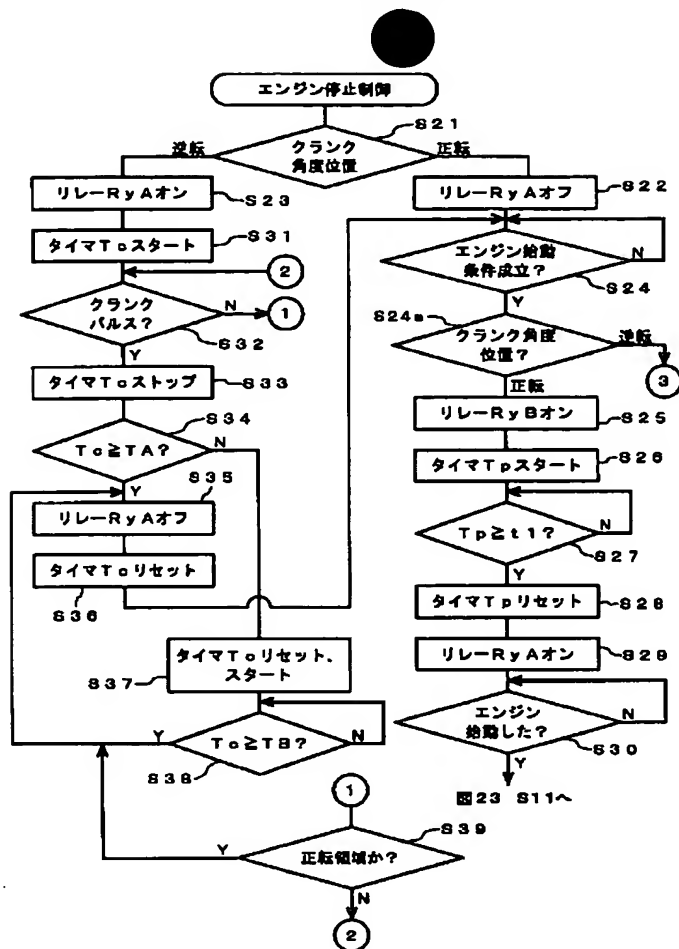 エンジン停止制御
S21
逆転
クランク
角度位置
正転
リレーRyAオン
S23
リレーRyAオフ
S22
タイマTcスタート
S31
2
エンジン始動
条件成立?
N
S24
Y
クランク
パルス?
N
1
S32
Y
S24a
クランク角度
位置?
逆転
3
正転
タイマTcストップ
S33
リレーRyBオン
S25
S34
Tc≧TA?
N
Y
S35
タイマTpスタート
S26
リレーRyAオフ
Tp≧t1?
N
S27
Y
タイマTcリセット
S36
タイマTpリセット
S28
リレーRyAオン
S29
タイマTcリセット、
スタート
S37
エンジン
始動した?
N
S30
Y
Tc≧TB?
Y
N
S38
図23 S11へ
1
S39
正転領域か?
Y
N
2